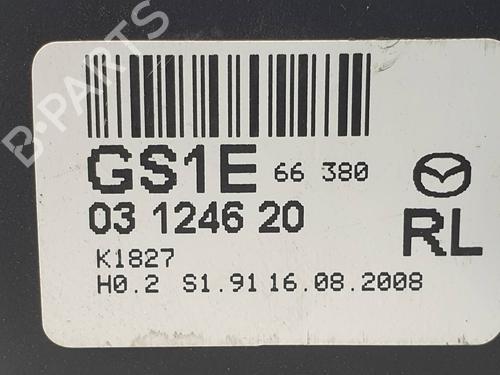 B-PARTS
GS1E 66 380
03 1246 20
RL
K1827
H0.2 S1.91 16.08.2008